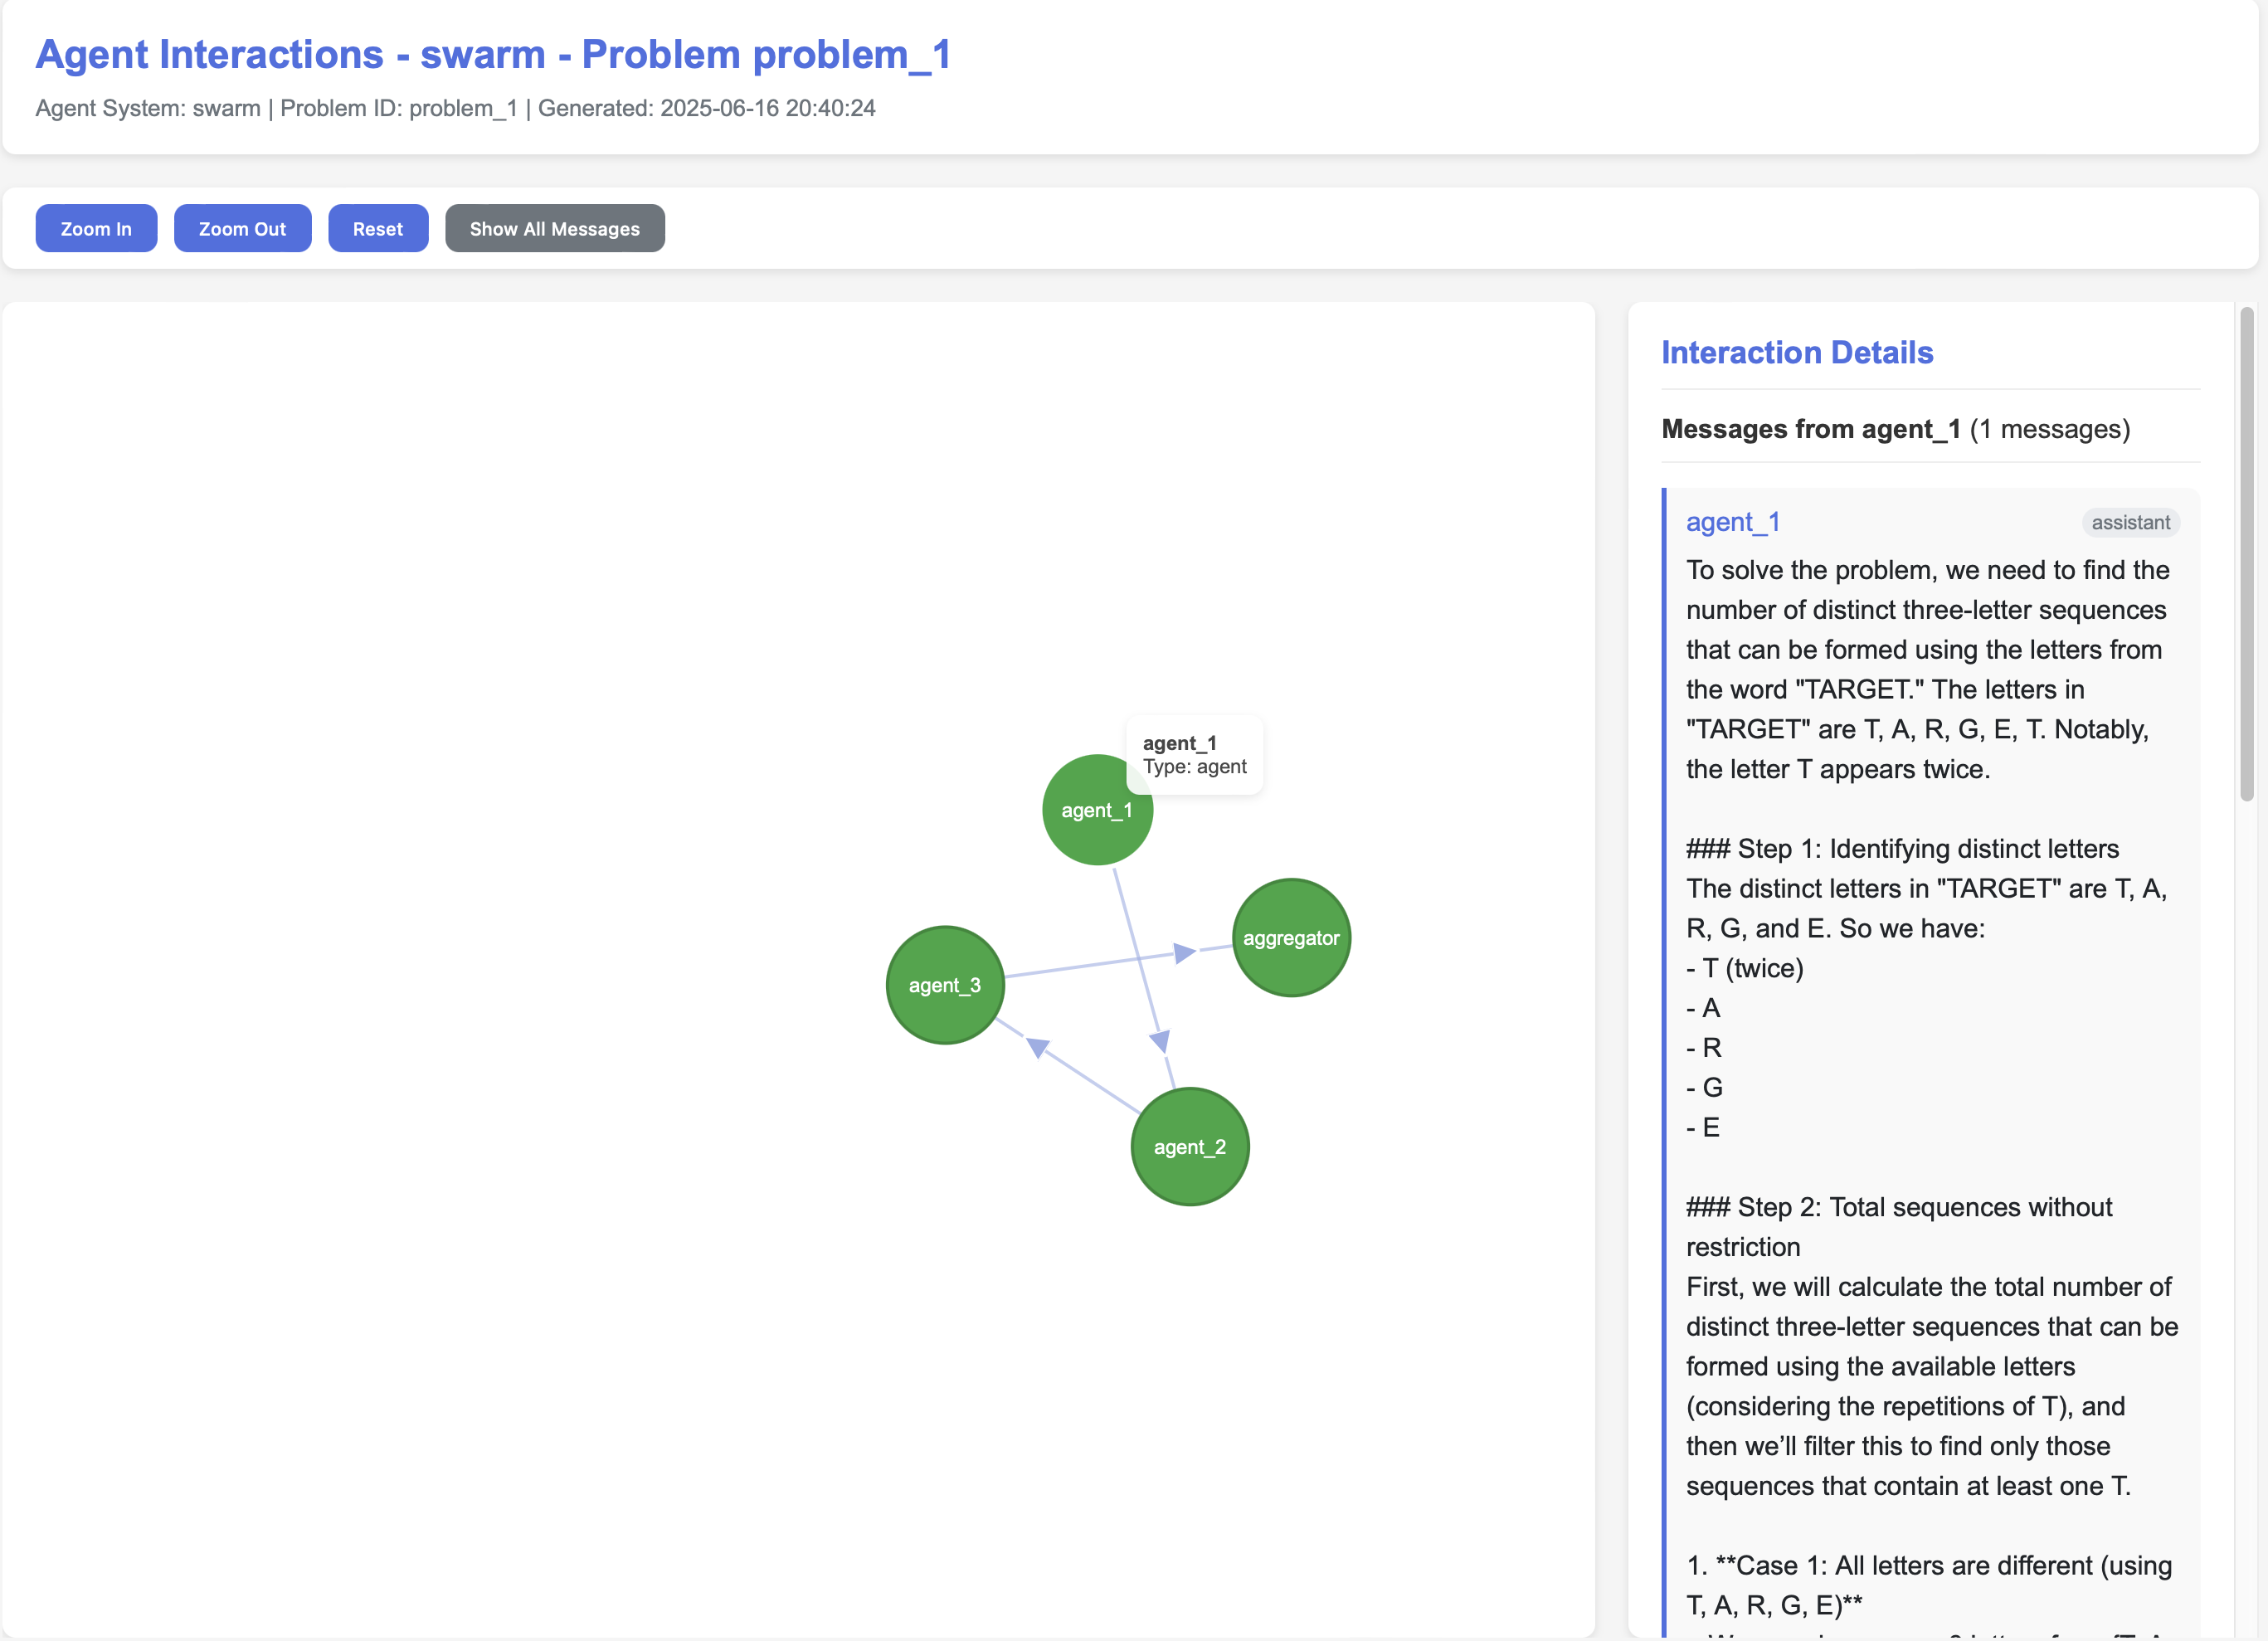 Agent Interactions - swarm - Problem problem_1
Agent System: swarm | Problem ID: problem_1 | Generated: 2025-06-16 20:40:24
Zoom In
Zoom Out
Reset
Show All Messages
agent_1
Type: agent
agent_1
aggregator
agent_3
agent_2
Interaction Details
Messages from agent_1 (1 messages)
agent_1
assistant
To solve the problem, we need to find the
number of distinct three-letter sequences
that can be formed using the letters from
the word "TARGET." The letters in
"TARGET" are T, A, R, G, E, T. Notably,
the letter T appears twice.
### Step 1: Identifying distinct letters
The distinct letters in "TARGET" are T, A,
R, G, and E. So we have:
- T (twice)
- A
- R
- G
- E
### Step 2: Total sequences without
restriction
First, we will calculate the total number of
distinct three-letter sequences that can be
formed using the available letters
(considering the repetitions of T), and
then we’ll filter this to find only those
sequences that contain at least one T.
1. **Case 1: All letters are different (using
T, A, R, G, E)**